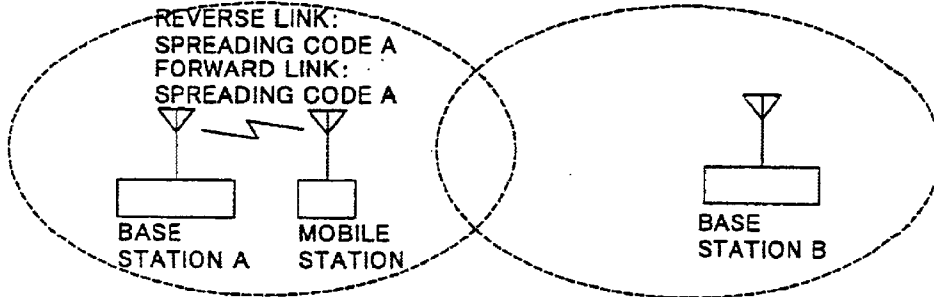 REVERSE LINK:
SPREADING CODE A
FORWARD LINK:
SPREADING CODE A
BASE
STATION A
MOBILE
STATION
BASE
STATION B